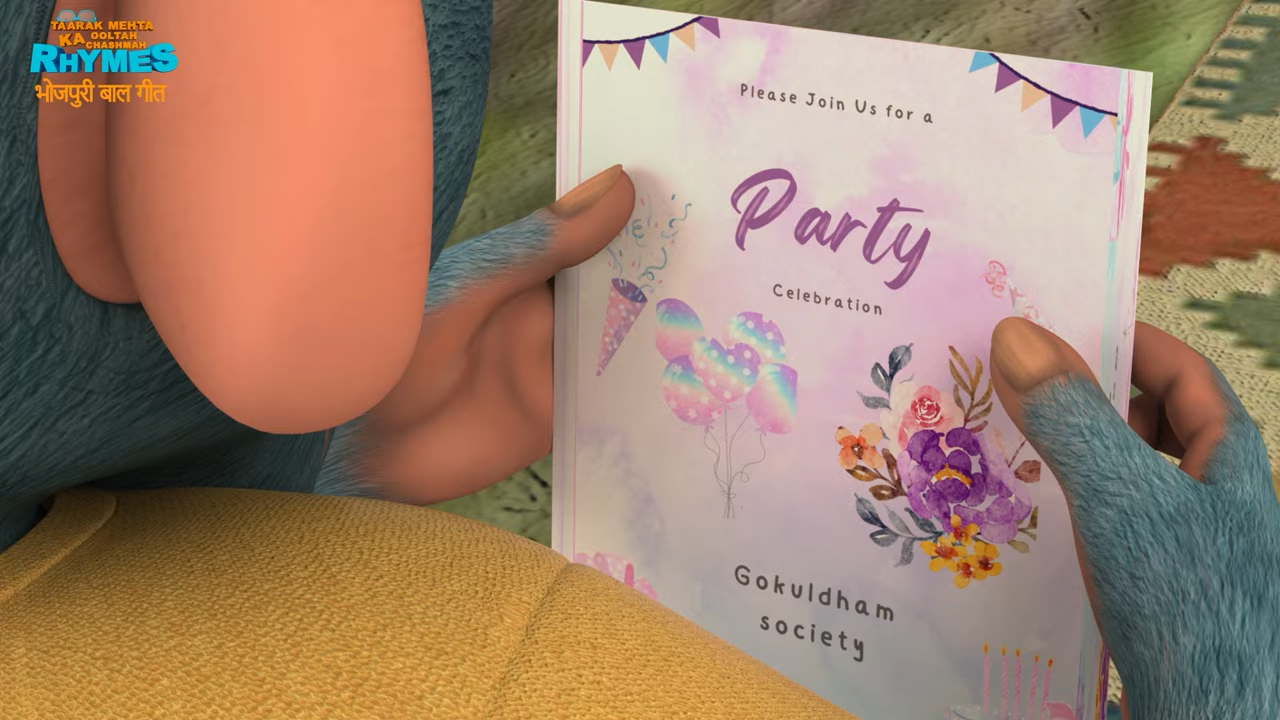 TAARAK MEHTA
KA OOLTAH
CHASHMAH
RHYMES
भोजपुरी बाल गीत
Please Join Us for a
Party
Celebration
Gokuldham
society